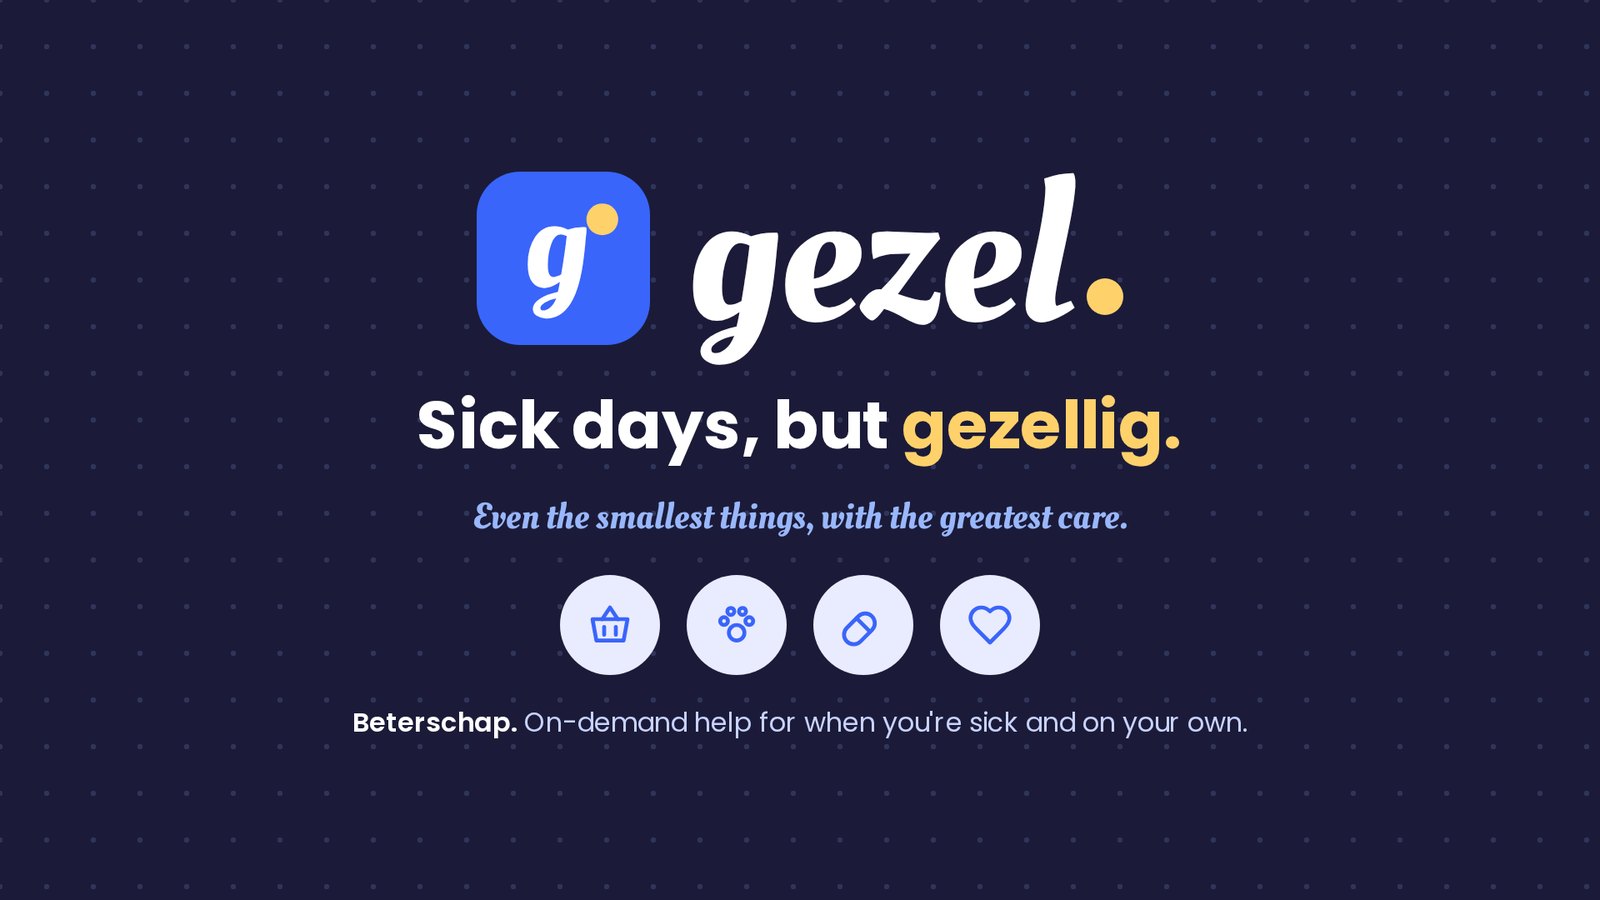 g
gezel.
Sick days, but gezellig.
Even the smallest things, with the greatest care.
Beterschap. On-demand help for when you're sick and on your own.